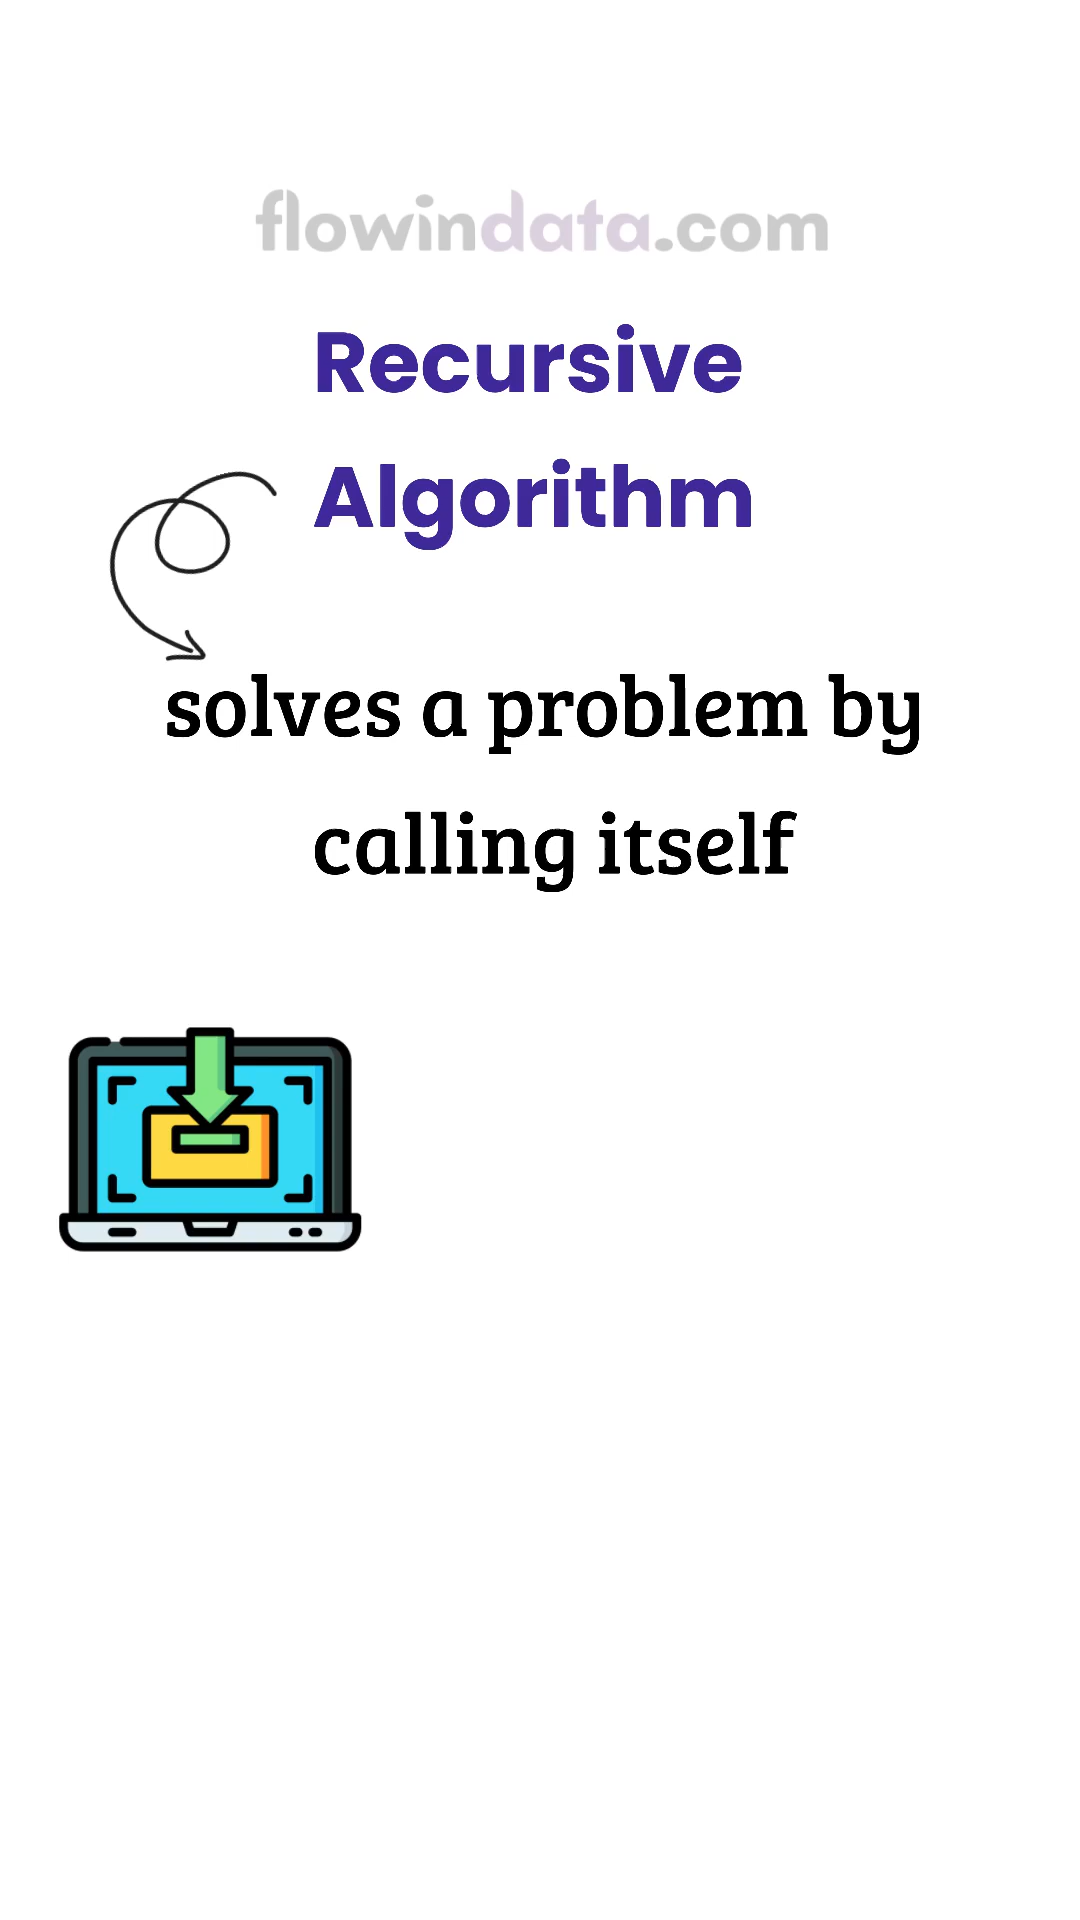 flowindata.com
Recursive
Algorithm
solves a problem by
calling itself